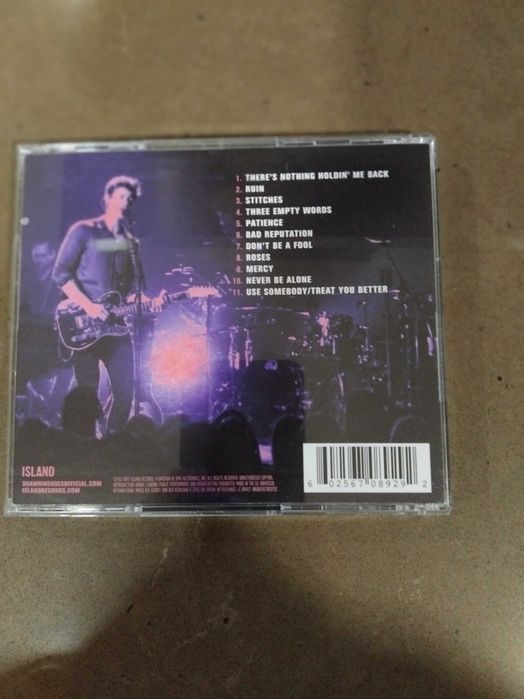 1. THERE'S NOTHING HOLDIN' ME BACK
2. RUIN
3. STITCHES
4. THREE EMPTY WORDS
5. PATIENCE
6. BAD REPUTATION
7. DON'T BE A FOOL
8. ROSES
9. MERCY
10. NEVER BE ALONE
11. USE SOMEBODY/TREAT YOU BETTER
ISLAND
SHAWNMENDESOFFICIAL.COM
ISLANDRECORDS.COM
6 02567 08929 2